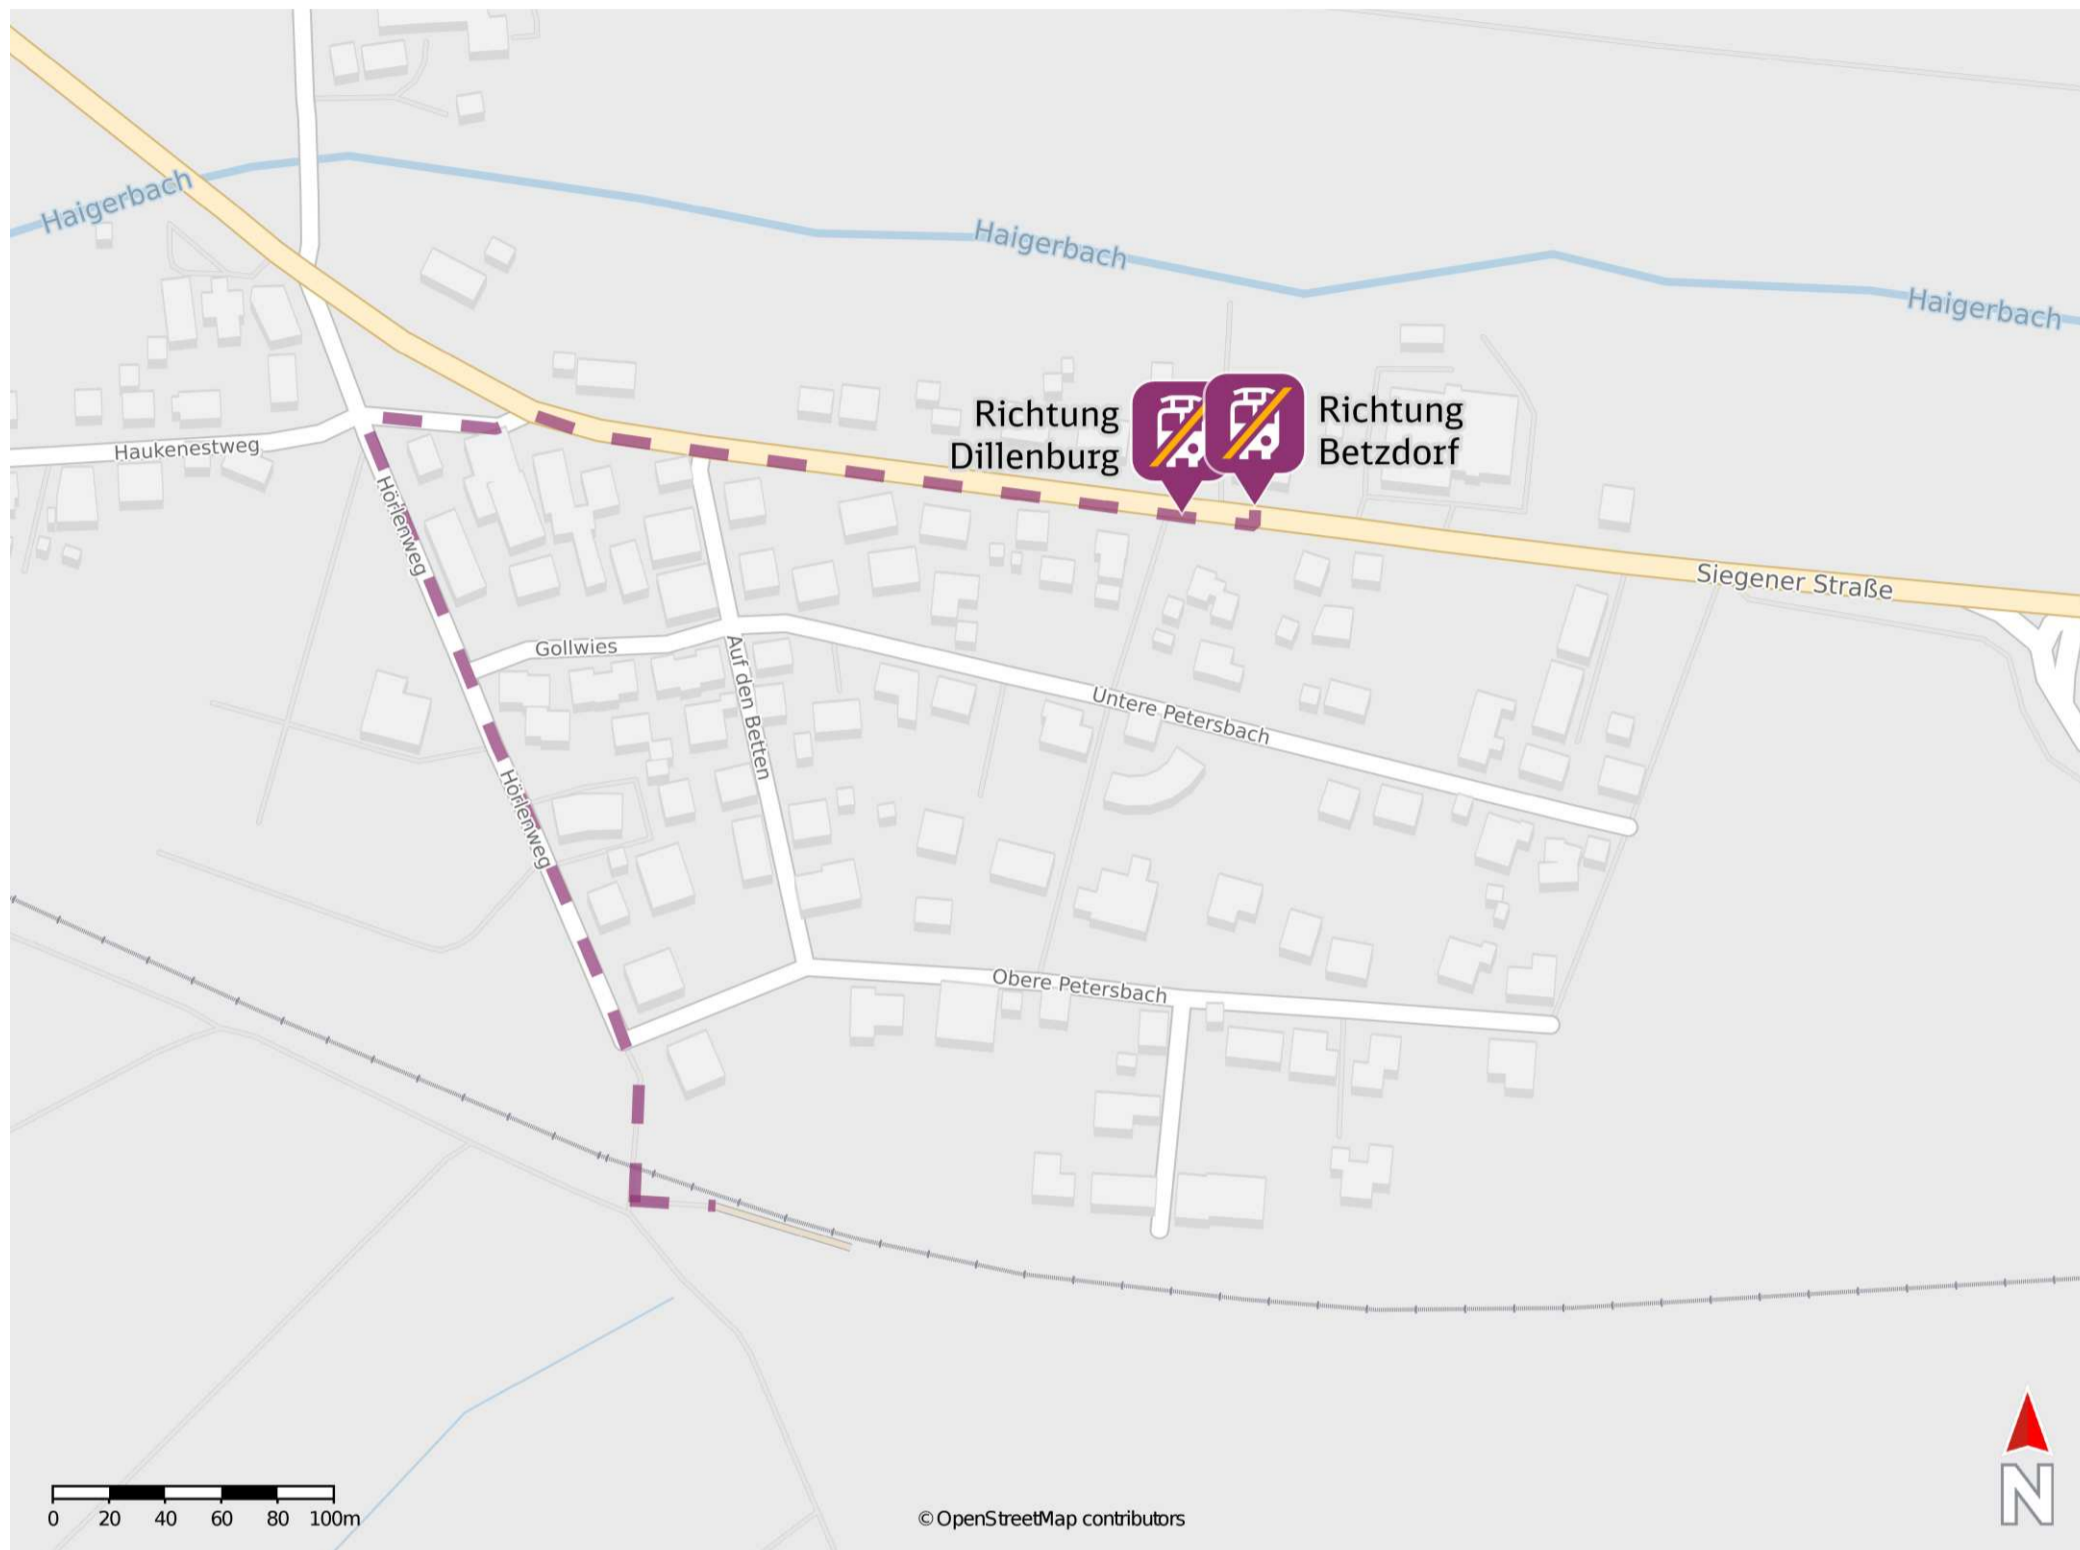 Haigerbach
Haigerbach
Haigerbach
Richtung
Dillenburg
Richtung
Betzdorf
Haukenestweg
Hörlenweg
Siegener Straße
Gollwies
Auf den Betten
Untere Petersbach
Hörlenweg
Obere Petersbach
N
0 20 40 60 80 100m
© OpenStreetMap contributors